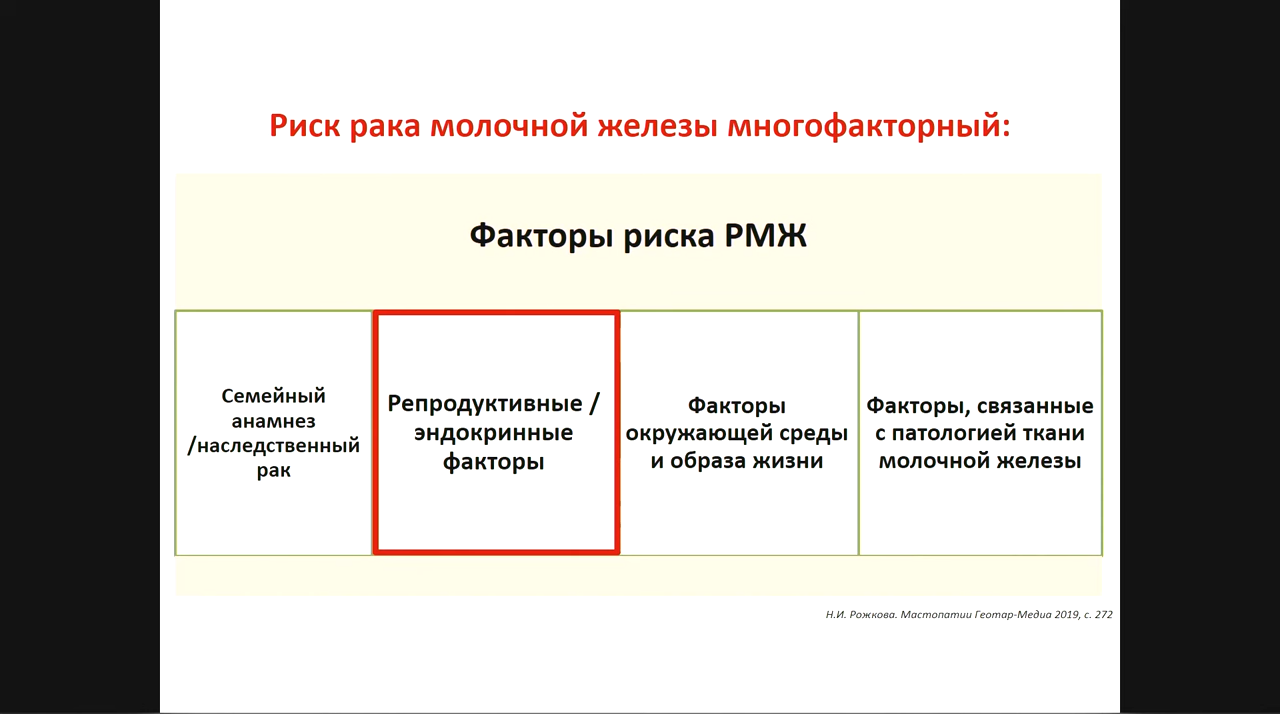 Риск рака молочной железы многофакторный:
Факторы риска РМЖ
Семейный
анамнез
/наследственный
рак
Репродуктивные /
эндокринные
факторы
Факторы
окружающей среды
и образа жизни
Факторы, связанные
с патологией ткани
молочной железы
Н.И. Рожкова. Мастопатии Геотар-Медиа 2019, с. 272